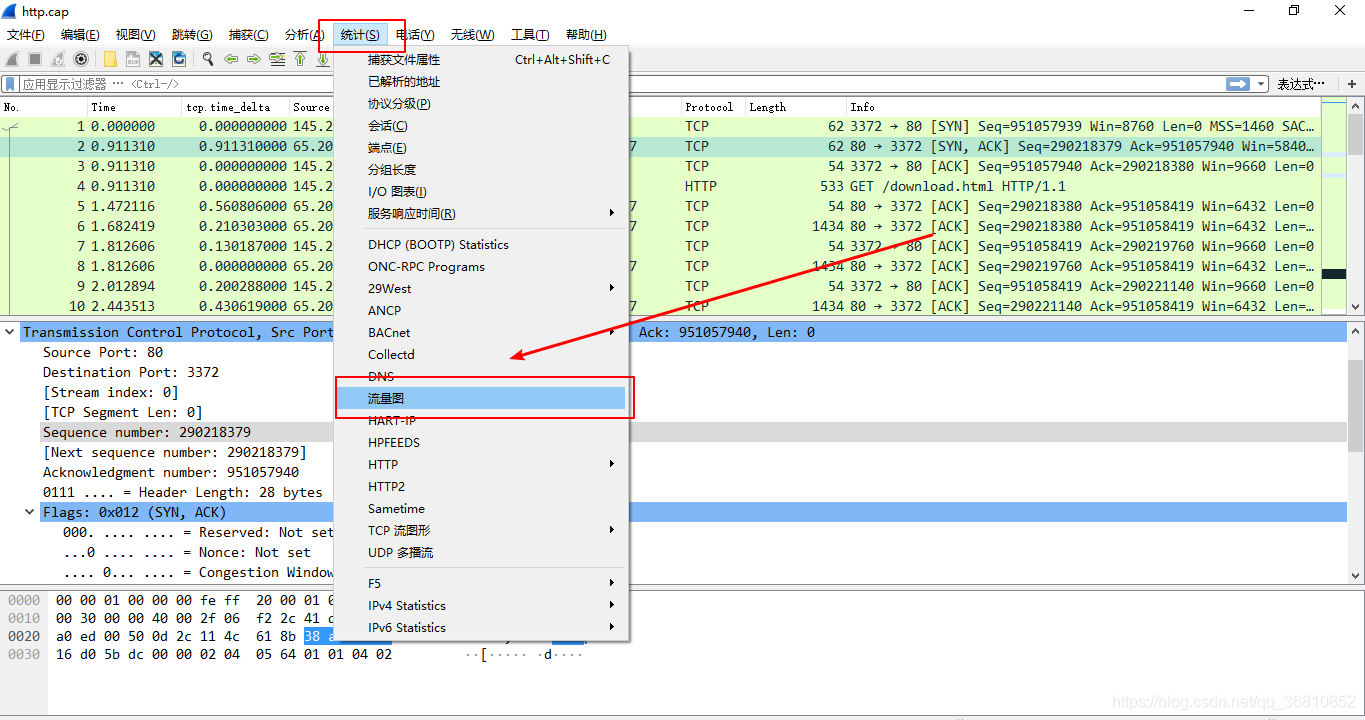 http.cap
文件(F) 编辑(E) 视图(V) 跳转(G) 捕获(C) 分析(A) 统计(S) 电话(Y) 无线(W) 工具(T) 帮助(H)
应用显示过滤器 … <Ctrl-/> 表达式…
No. Time tcp.time_delta Source Protocol Length Info
1 0.000000 0.000000000 145.2 TCP 62 3372 → 80 [SYN] Seq=951057939 Win=8760 Len=0 MSS=1460 SAC…
2 0.911310 0.911310000 65.20 7 TCP 62 80 → 3372 [SYN, ACK] Seq=290218379 Ack=951057940 Win=5840…
3 0.911310 0.000000000 145.2 TCP 54 3372 → 80 [ACK] Seq=951057940 Ack=290218380 Win=9660 Len=0
4 0.911310 0.000000000 145.2 HTTP 533 GET /download.html HTTP/1.1
5 1.472116 0.560806000 65.20 7 TCP 54 80 → 3372 [ACK] Seq=290218380 Ack=951058419 Win=6432 Len=0
6 1.682419 0.210303000 65.20 7 TCP 1434 80 → 3372 [ACK] Seq=290218380 Ack=951058419 Win=6432 Len=…
7 1.812606 0.130187000 145.2 TCP 54 3372 → 80 [ACK] Seq=951058419 Ack=290219760 Win=9660 Len=0
8 1.812606 0.000000000 65.20 7 TCP 1434 80 → 3372 [ACK] Seq=290219760 Ack=951058419 Win=6432 Len=…
9 2.012894 0.200288000 145.2 TCP 54 3372 → 80 [ACK] Seq=951058419 Ack=290221140 Win=9660 Len=0
10 2.443513 0.430619000 65.20 7 TCP 1434 80 → 3372 [ACK] Seq=290221140 Ack=951058419 Win=6432 Len=…
捕获文件属性 Ctrl+Alt+Shift+C
已解析的地址
协议分级(P)
会话(C)
端点(E)
分组长度
I/O 图表(I)
服务响应时间(R)
DHCP (BOOTP) Statistics
ONC-RPC Programs
29West
ANCP
BACnet
Collectd
DNS
流量图
HART-IP
HPFEEDS
HTTP
HTTP2
Sametime
TCP 流图形
UDP 多播流
F5
IPv4 Statistics
IPv6 Statistics
Transmission Control Protocol, Src Port Ack: 951057940, Len: 0
Source Port: 80
Destination Port: 3372
[Stream index: 0]
[TCP Segment Len: 0]
Sequence number: 290218379
[Next sequence number: 290218379]
Acknowledgment number: 951057940
0111 .... = Header Length: 28 bytes
Flags: 0x012 (SYN, ACK)
000. .... .... = Reserved: Not set
...0 .... .... = Nonce: Not set
.... 0... .... = Congestion Window
0000 00 00 01 00 00 00 fe ff 20 00 01 0
0010 00 30 00 00 40 00 2f 06 f2 2c 41 d
0020 a0 ed 00 50 0d 2c 11 4c 61 8b 38 a
0030 16 d0 5b dc 00 00 02 04 05 64 01 01 04 02 ··[····· ·d····
https://blog.csdn.net/qq_36810852